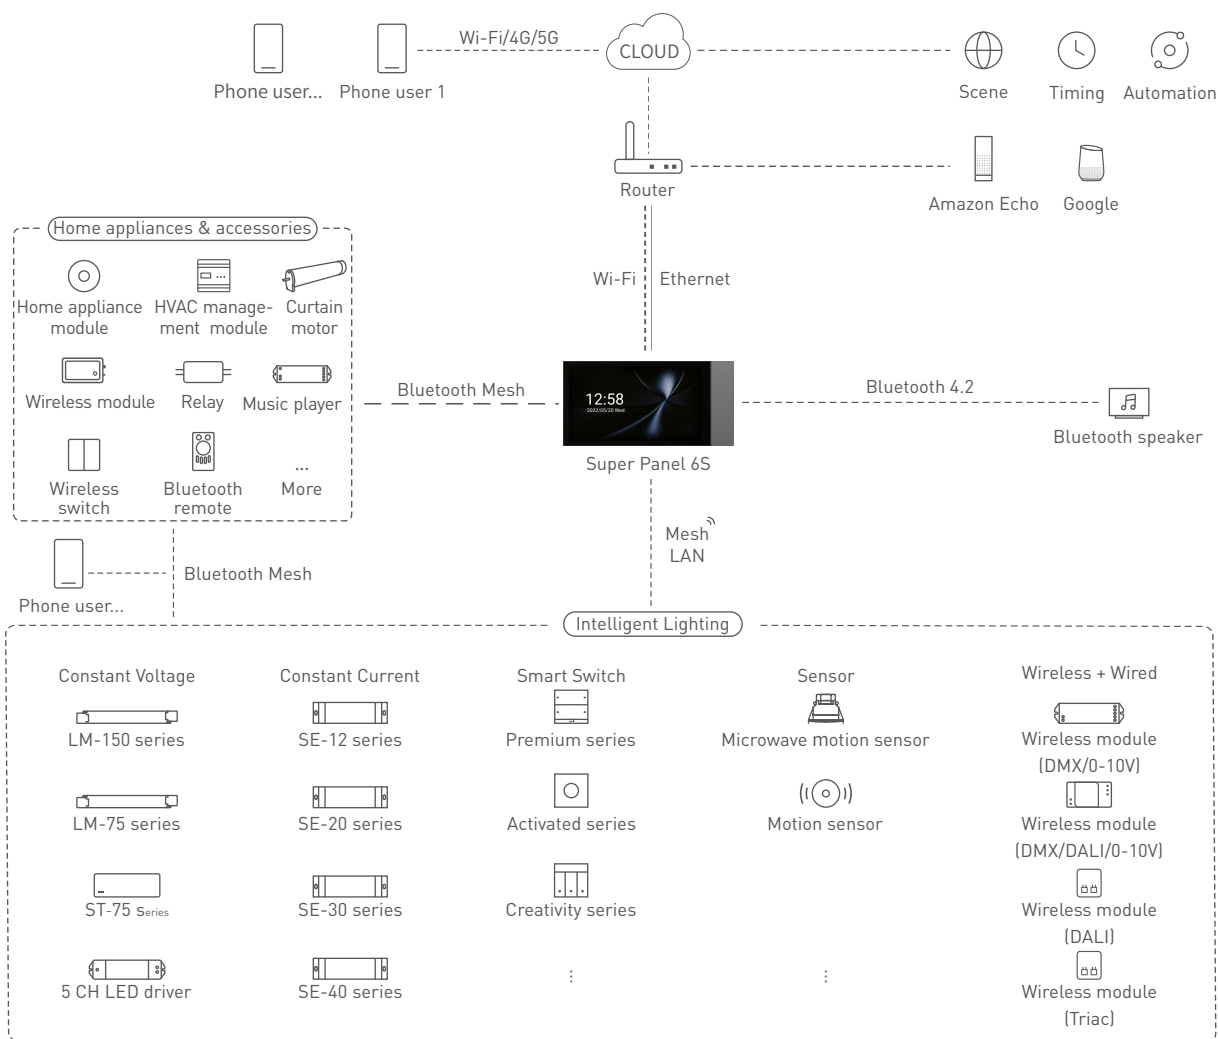 Wi-Fi/4G/5G
CLOUD
Phone user...
Phone user 1
Scene
Timing
Automation
Router
Amazon Echo
Google
Home appliances & accessories
Home appliance
module
HVAC manage-
ment module
Curtain
motor
Wireless module
Relay
Music player
Wireless
switch
Bluetooth
remote
...
More
Wi-Fi
Ethernet
Bluetooth Mesh
12:58
2022/05/20 Wed
Super Panel 6S
Bluetooth 4.2
Bluetooth speaker
Mesh
LAN
Phone user...
Bluetooth Mesh
Intelligent Lighting
Constant Voltage
LM-150 series
LM-75 series
ST-75 Series
5 CH LED driver
Constant Current
SE-12 series
SE-20 series
SE-30 series
SE-40 series
Smart Switch
Premium series
Activated series
Creativity series
⋮
Sensor
Microwave motion sensor
Motion sensor
⋮
Wireless + Wired
Wireless module
(DMX/0-10V)
Wireless module
(DMX/DALI/0-10V)
Wireless module
(DALI)
Wireless module
(Triac)